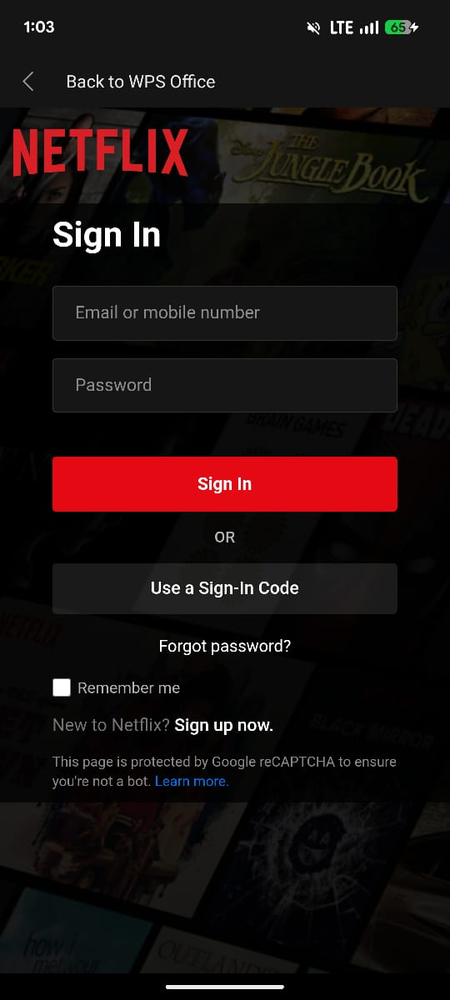 1:03
LTE
65
Back to WPS Office
NETFLIX
Disney
THE
JUNGLE BOOK
Sign In
Email or mobile number
Password
BRAIN GAMES
DEAD
Sign In
OR
Use a Sign-In Code
NETFLIX
Forgot password?
Remember me
New to Netflix? Sign up now.
BLACK MIRROR
This page is protected by Google reCAPTCHA to ensure
you're not a bot. Learn more.
how i
met your
OUTLANDER